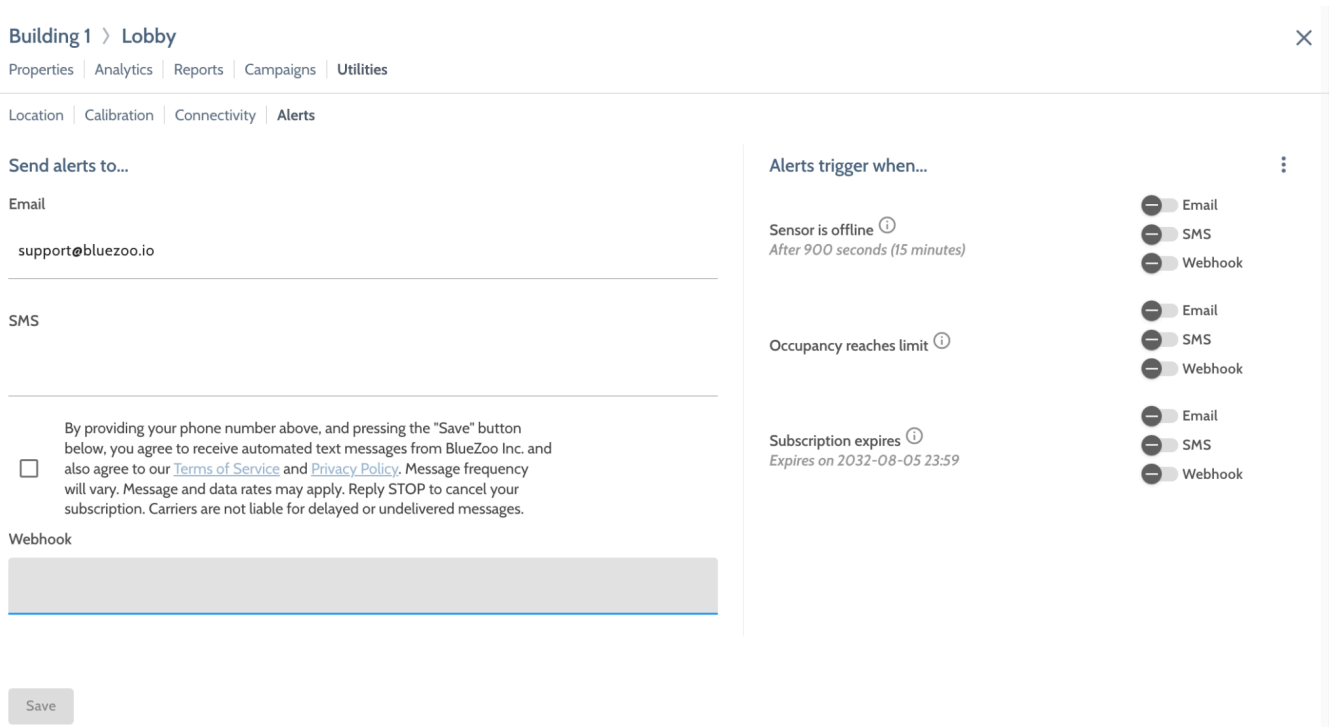 Building 1 > Lobby
Properties | Analytics | Reports | Campaigns | Utilities
Location | Calibration | Connectivity | Alerts
Send alerts to...
Email
support@bluezoo.io
SMS
By providing your phone number above, and pressing the "Save" button
below, you agree to receive automated text messages from BlueZoo Inc. and
also agree to our Terms of Service and Privacy Policy. Message frequency
will vary. Message and data rates may apply. Reply STOP to cancel your
subscription. Carriers are not liable for delayed or undelivered messages.
Webhook
Save
Alerts trigger when...
Sensor is offline
After 900 seconds (15 minutes)
Email
SMS
Webhook
Occupancy reaches limit
Email
SMS
Webhook
Subscription expires
Expires on 2032-08-05 23:59
Email
SMS
Webhook